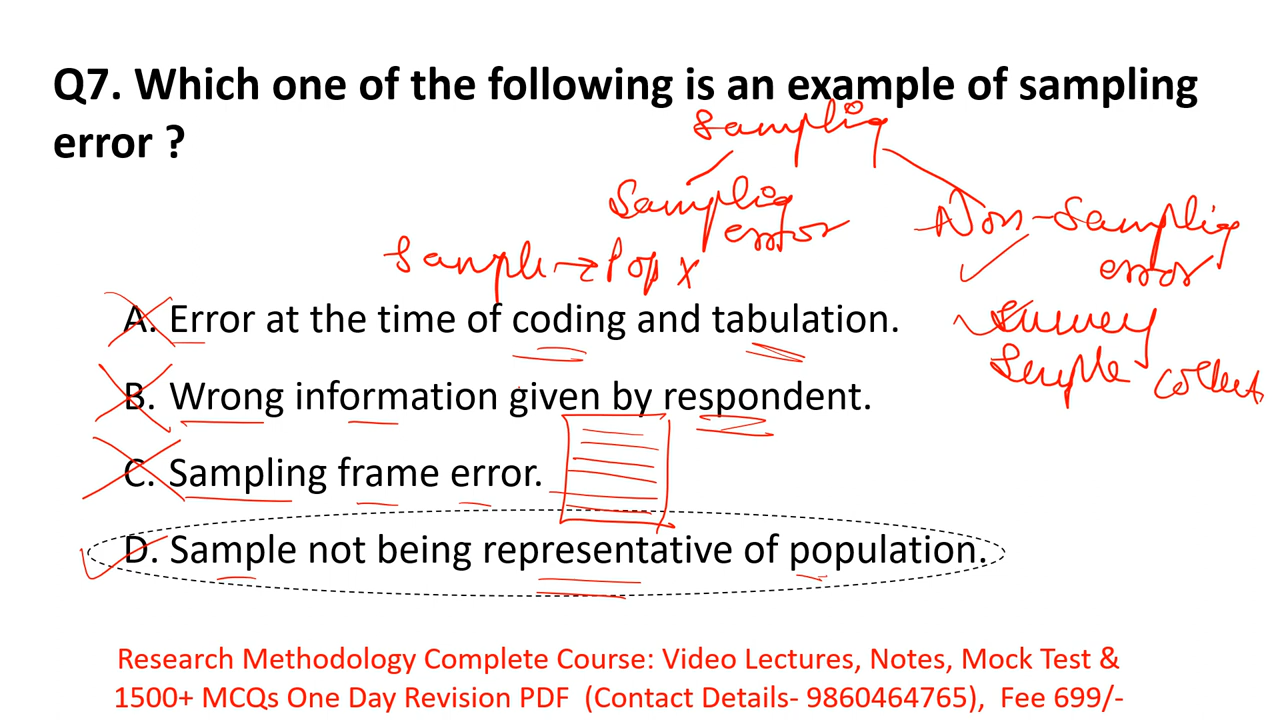 Q7. Which one of the following is an example of sampling
error ?
Sampling
Sampling
error
Non-Sampling
error
Sample → Pop X
A. Error at the time of coding and tabulation.
Survey
Sample collect
B. Wrong information given by respondent.
C. Sampling frame error.
D. Sample not being representative of population.
Research Methodology Complete Course: Video Lectures, Notes, Mock Test &
1500+ MCQs One Day Revision PDF (Contact Details- 9860464765), Fee 699/-